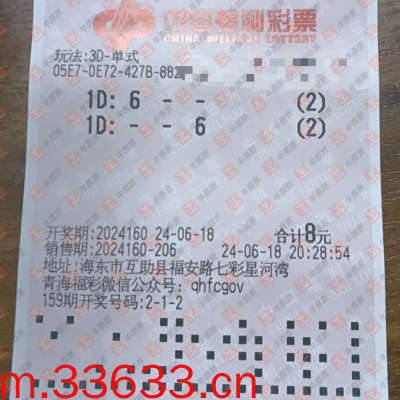 中国福利彩票
CHINA WELFARE LOTTERY
玩法:3D-单式
05E7-0E72-427B-882
1D: 6 - - (2)
1D: - - 6 (2)
开奖期:2024160 24-06-18 合计8元
销售期:2024160-206 24-06-18 20:28:54
地址:海东市互助县福安路七彩星河湾
青海福彩微信公众号: qhfcgov
159期开奖号码:2-1-2
m.33633.cn